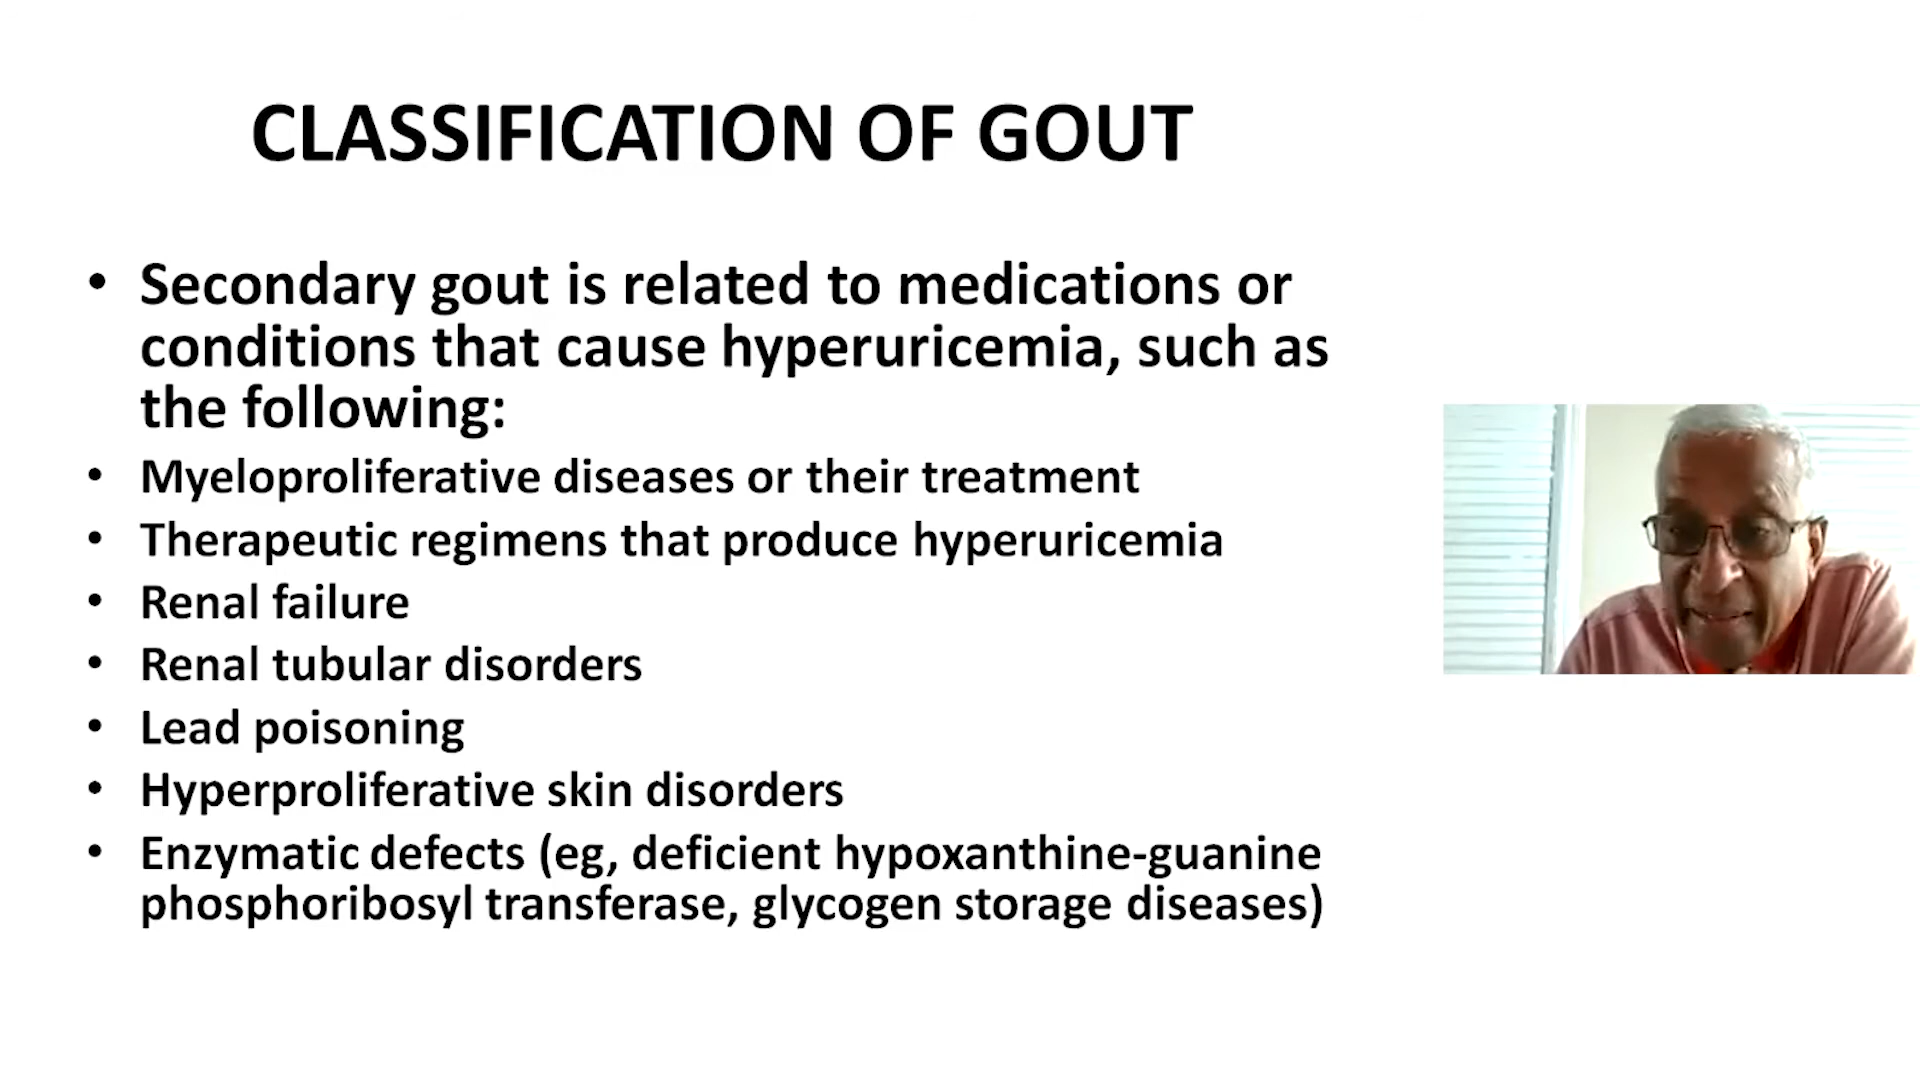 CLASSIFICATION OF GOUT
• Secondary gout is related to medications or
conditions that cause hyperuricemia, such as
the following:
• Myeloproliferative diseases or their treatment
• Therapeutic regimens that produce hyperuricemia
• Renal failure
• Renal tubular disorders
• Lead poisoning
• Hyperproliferative skin disorders
• Enzymatic defects (eg, deficient hypoxanthine-guanine
phosphoribosyl transferase, glycogen storage diseases)